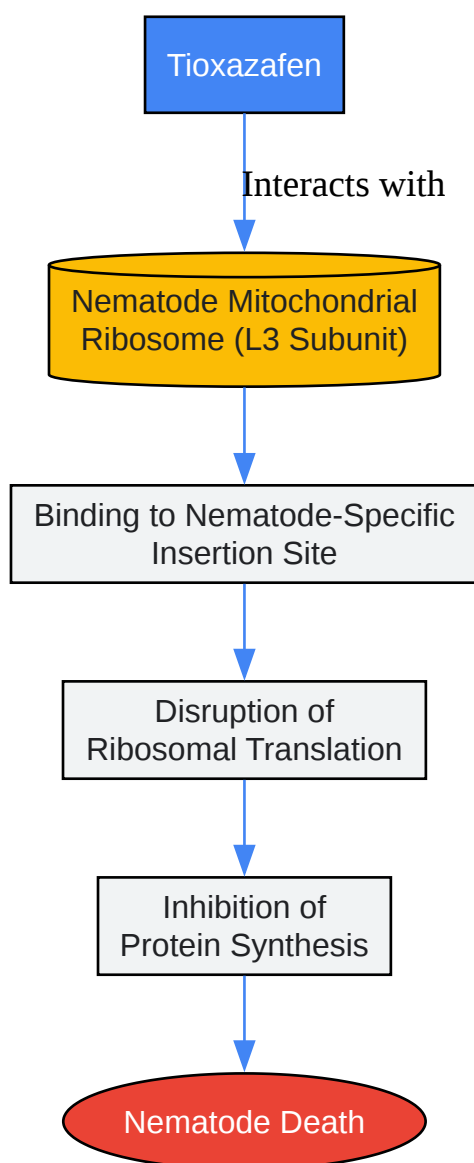 Tioxazafen
Interacts with
Nematode Mitochondrial
Ribosome (L3 Subunit)
Binding to Nematode-Specific
Insertion Site
Disruption of
Ribosomal Translation
Inhibition of
Protein Synthesis
Nematode Death